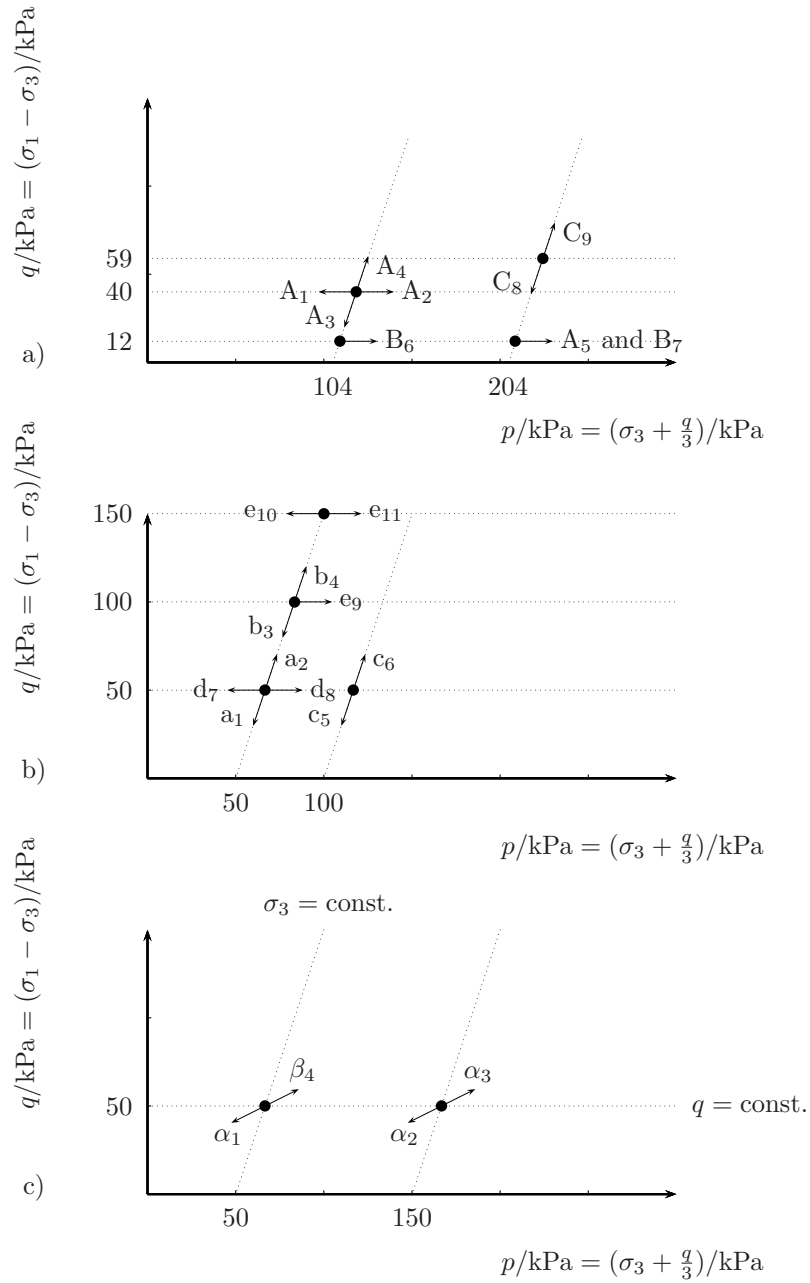 q/kPa = (σ₁ − σ₃)/kPa
59
C₉
A₄
C₈
40
A₁
A₂
A₃
12
B₆
A₅ and B₇
a)
104
204
p/kPa = (σ₃ + q/3)/kPa
q/kPa = (σ₁ − σ₃)/kPa
150
e₁₀
e₁₁
b₄
100
e₉
b₃
a₂
c₆
50
d₇
d₈
a₁
c₅
b)
50
100
p/kPa = (σ₃ + q/3)/kPa
q/kPa = (σ₁ − σ₃)/kPa
σ₃ = const.
β₄
α₃
50
q = const.
α₁
α₂
c)
50
150
p/kPa = (σ₃ + q/3)/kPa